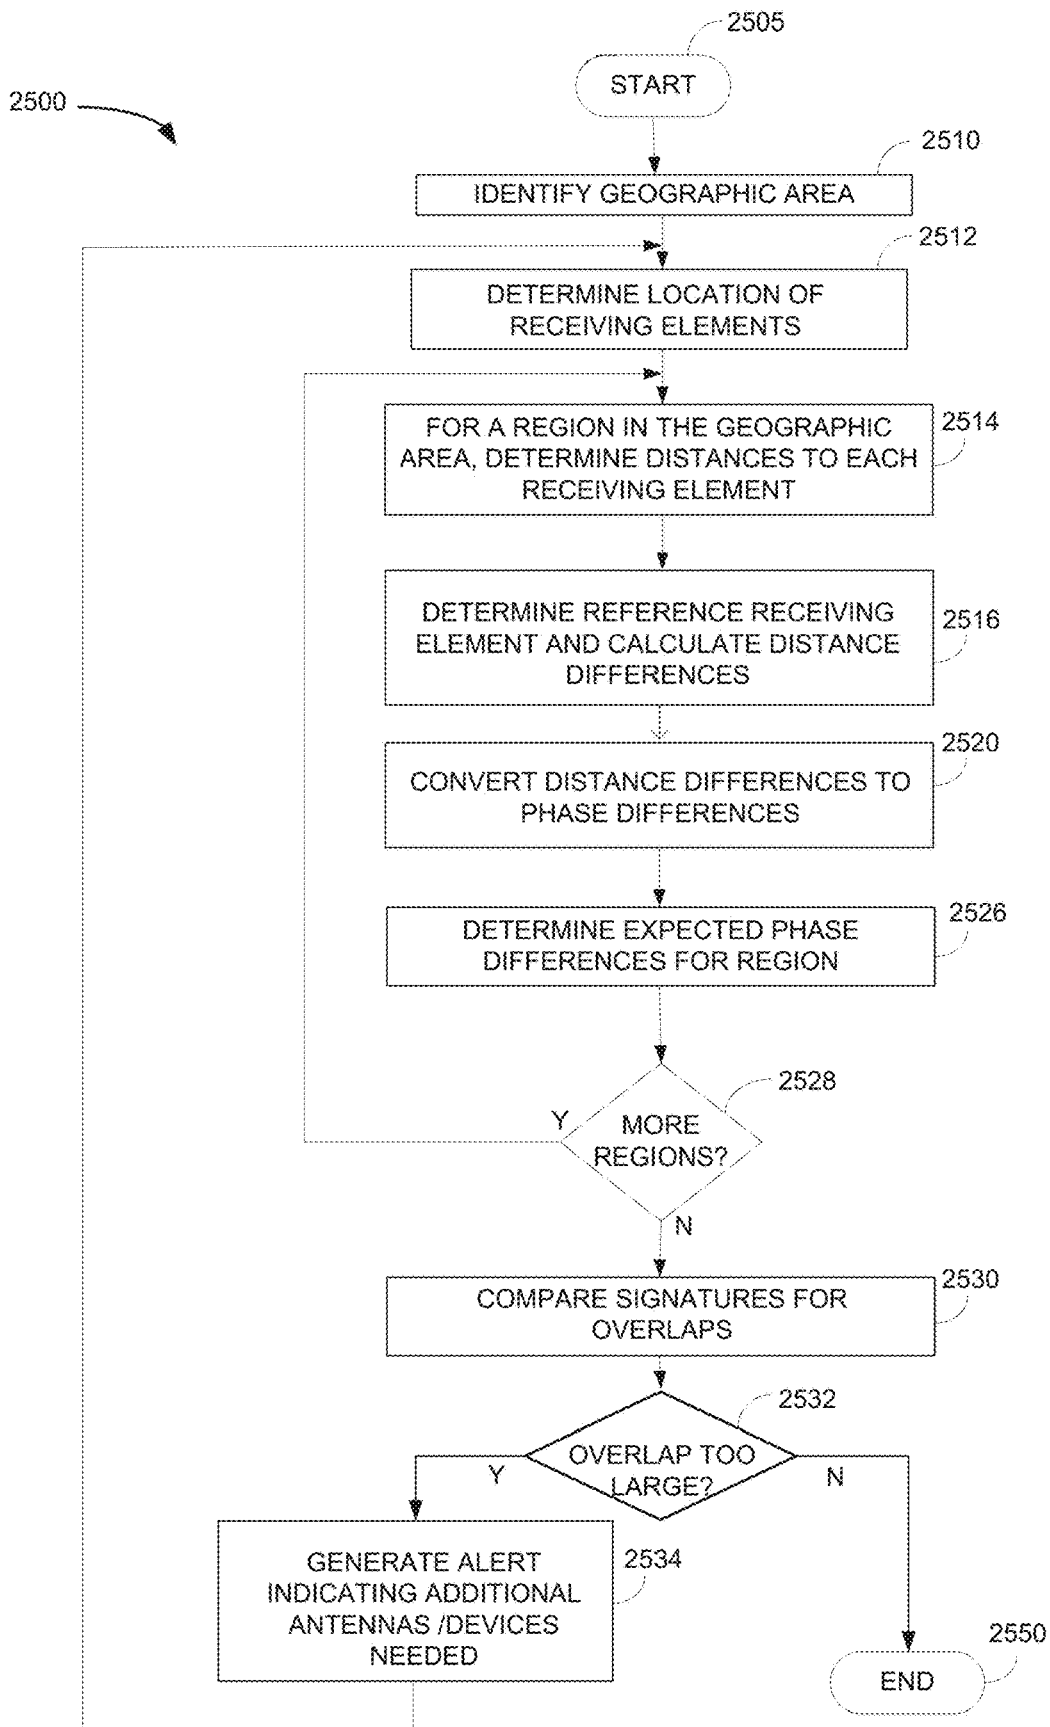 2505
START
2500
2510
IDENTIFY GEOGRAPHIC AREA
2512
DETERMINE LOCATION OF
RECEIVING ELEMENTS
FOR A REGION IN THE GEOGRAPHIC
AREA, DETERMINE DISTANCES TO EACH
RECEIVING ELEMENT
2514
DETERMINE REFERENCE RECEIVING
ELEMENT AND CALCULATE DISTANCE
DIFFERENCES
2516
CONVERT DISTANCE DIFFERENCES TO
PHASE DIFFERENCES
2520
DETERMINE EXPECTED PHASE
DIFFERENCES FOR REGION
2526
2528
MORE
REGIONS?
Y
N
COMPARE SIGNATURES FOR
OVERLAPS
2530
2532
OVERLAP TOO
LARGE?
Y
N
GENERATE ALERT
INDICATING ADDITIONAL
ANTENNAS /DEVICES
NEEDED
2534
2550
END